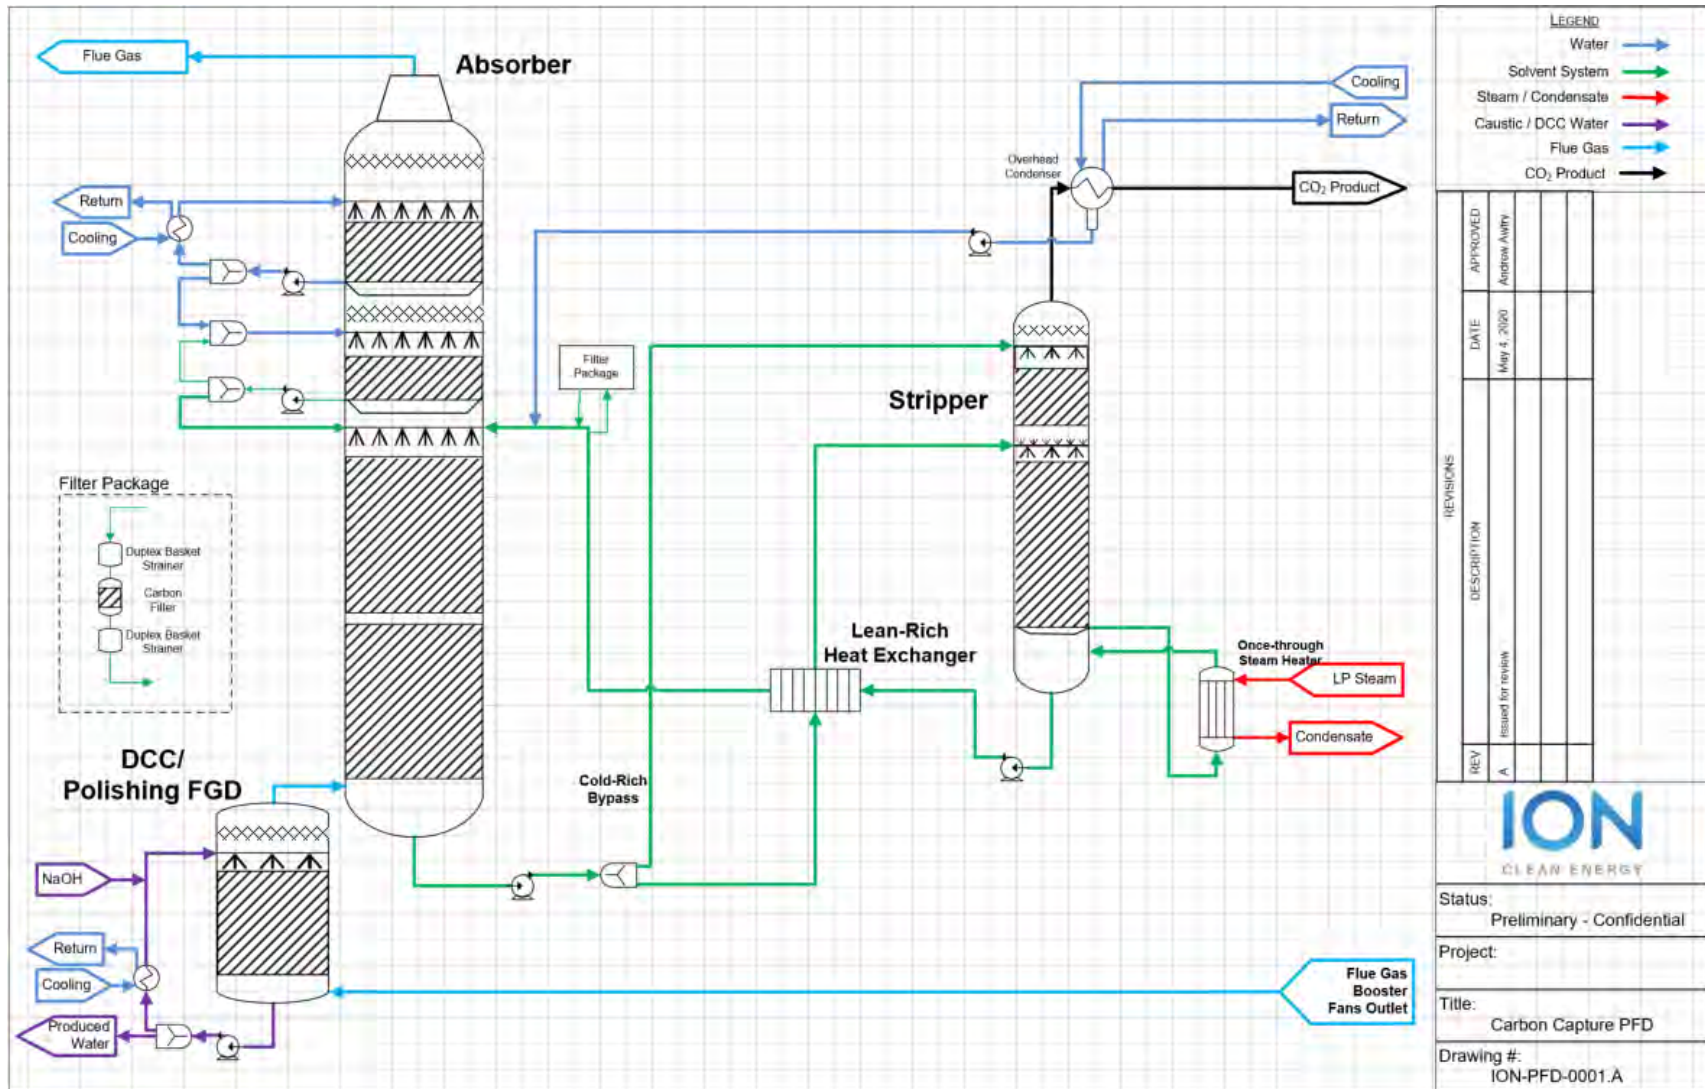 Flue Gas
Absorber
Return
Cooling
Filter Package
Duplex Basket
Strainer
Carbon
Filter
Duplex Basket
Strainer
DCC/
Polishing FGD
NaOH
Return
Cooling
Produced
Water
Filter
Package
Cold-Rich
Bypass
Lean-Rich
Heat Exchanger
Stripper
Overhead
Condenser
Cooling
Return
CO₂ Product
Once-through
Steam Heater
LP Steam
Condensate
Flue Gas
Booster
Fans Outlet
LEGEND
Water
Solvent System
Steam / Condensate
Caustic / DCC Water
Flue Gas
CO₂ Product
REVISIONS
REV
DESCRIPTION
DATE
APPROVED
A
Issued for review
May 4, 2020
Andrew Awtry
ION
CLEAN ENERGY
Status:
Preliminary - Confidential
Project:
Title:
Carbon Capture PFD
Drawing #:
ION-PFD-0001.A